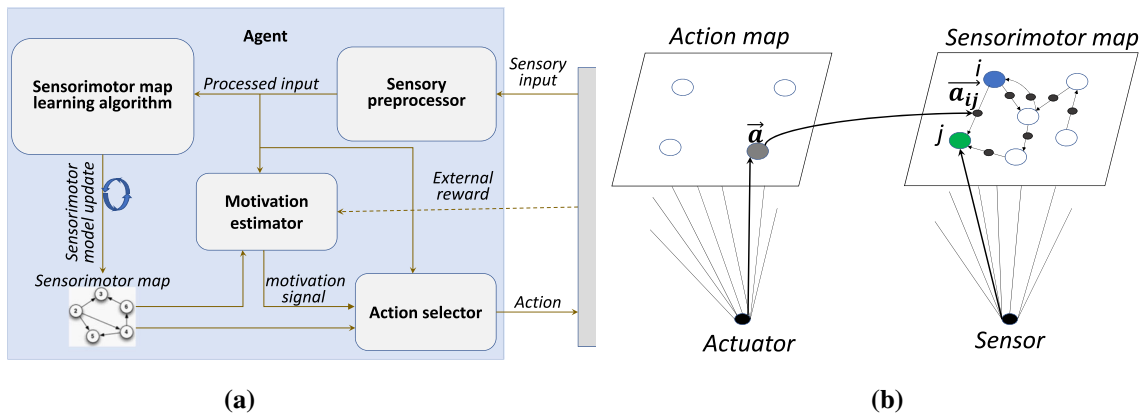 Agent
Sensorimotor map
learning algorithm
Processed input
Sensory
preprocessor
Sensory
input
Sensorimotor
model update
Motivation
estimator
External
reward
Sensorimotor map
3
2
6
5
4
motivation
signal
Action selector
Action
(a)
Action map
a
Actuator
Sensorimotor map
i
a_ij
j
Sensor
(b)